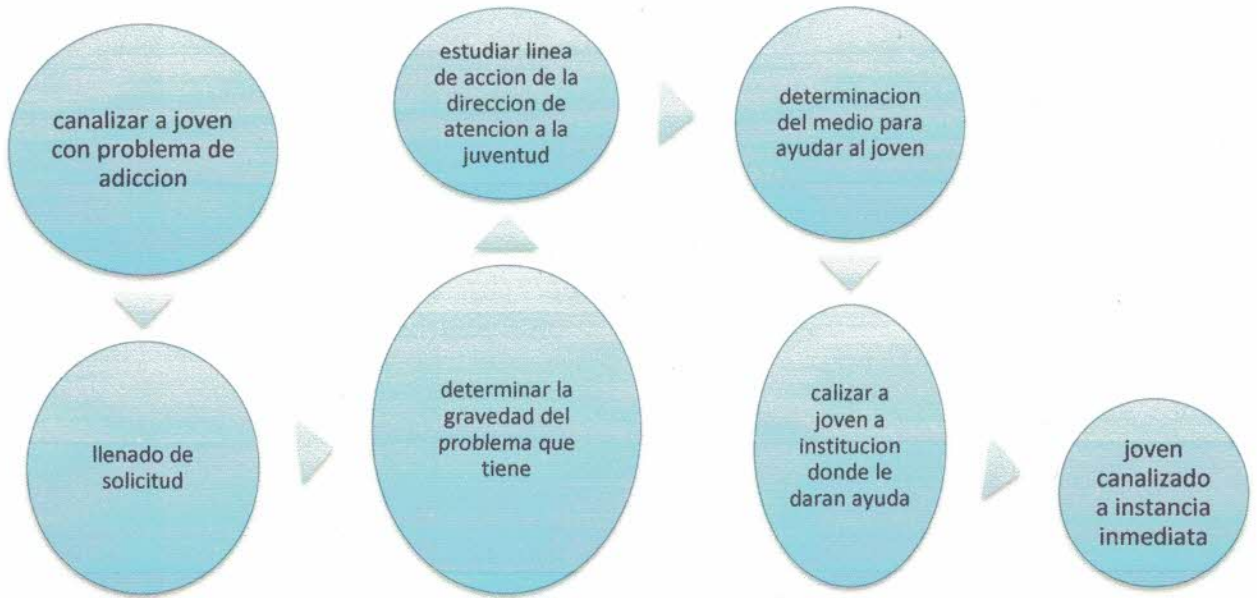 canalizar a joven
con problema de
adiccion
llenado de
solicitud
determinar la
gravedad del
problema que
tiene
estudiar linea
de accion de la
direccion de
atencion a la
juventud
determinacion
del medio para
ayudar al joven
calizar a
joven a
institucion
donde le
daran ayuda
joven
canalizado
a instancia
inmediata